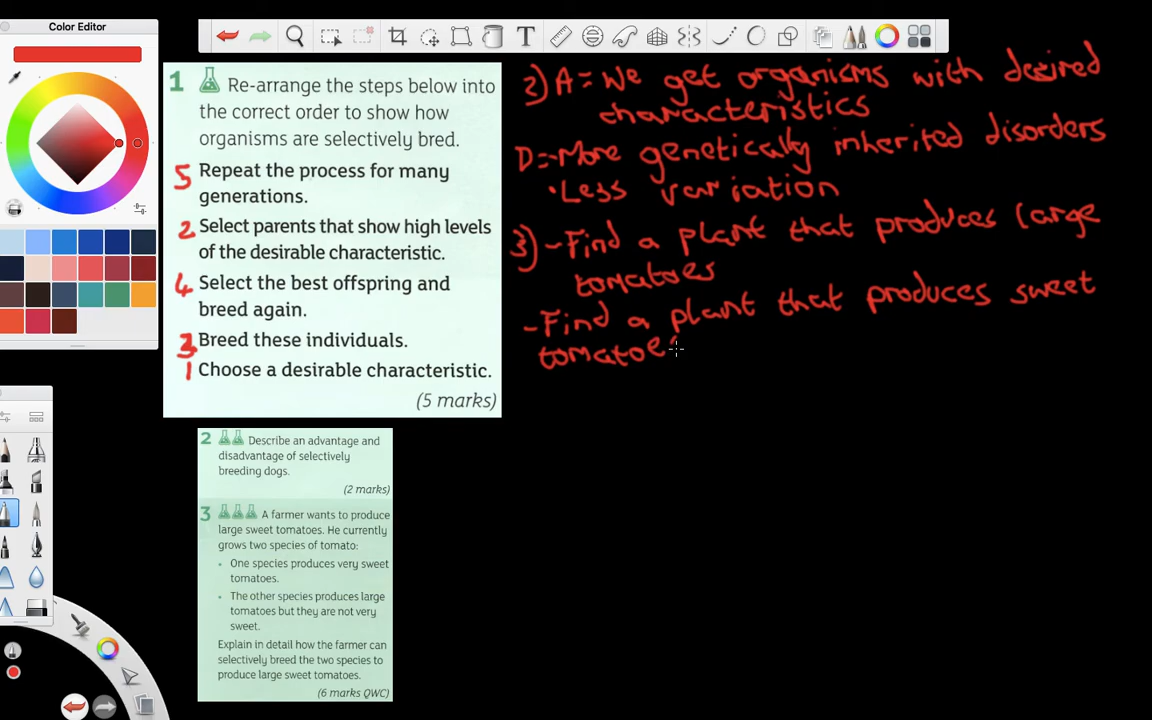 Color Editor
1 Re-arrange the steps below into
the correct order to show how
organisms are selectively bred.
5 Repeat the process for many
generations.
2 Select parents that show high levels
of the desirable characteristic.
4 Select the best offspring and
breed again.
3 Breed these individuals.
1 Choose a desirable characteristic.
(5 marks)
2 Describe an advantage and
disadvantage of selectively
breeding dogs.
(2 marks)
3 A farmer wants to produce
large sweet tomatoes. He currently
grows two species of tomato:
• One species produces very sweet
tomatoes.
• The other species produces large
tomatoes but they are not very
sweet.
Explain in detail how the farmer can
selectively breed the two species to
produce large sweet tomatoes.
(6 marks QWC)
2) A = We get organisms with desired
characteristics
D = • More genetically inherited disorders
• Less variation
3) - Find a plant that produces large
tomatoes
- Find a plant that produces sweet
tomatoe